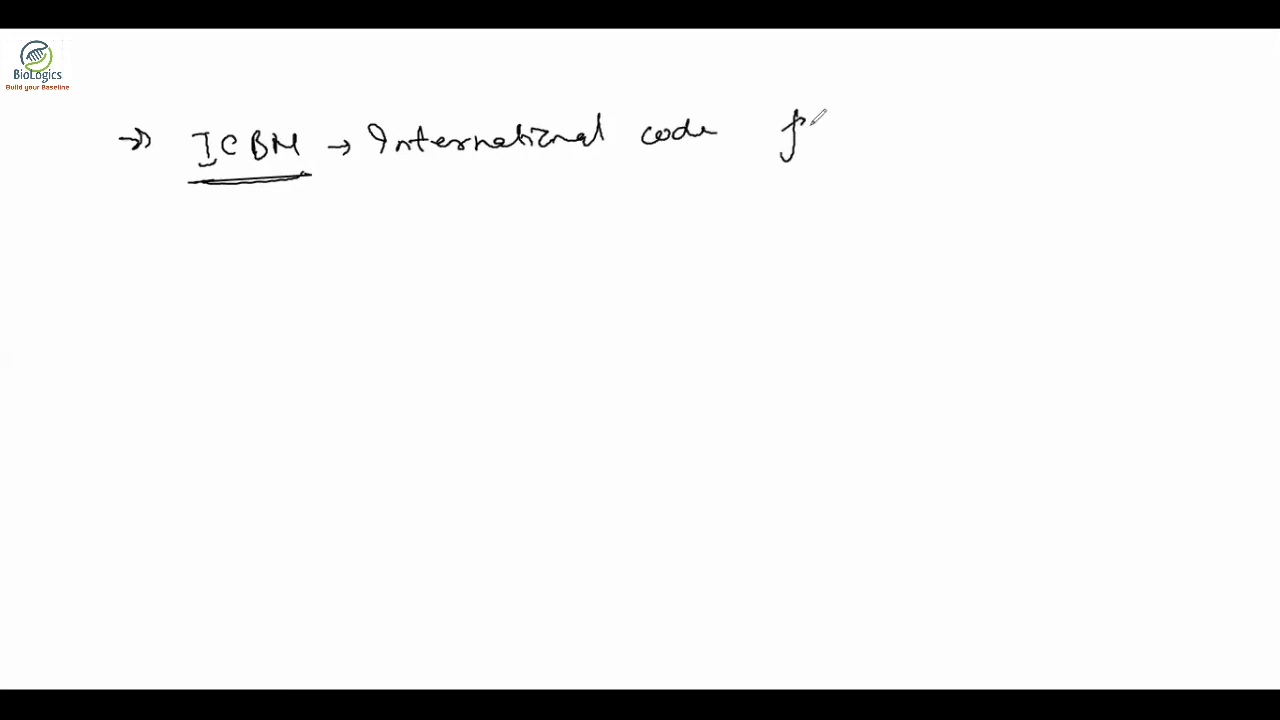 BioLogics
Build your Baseline
→ ICBN → International code